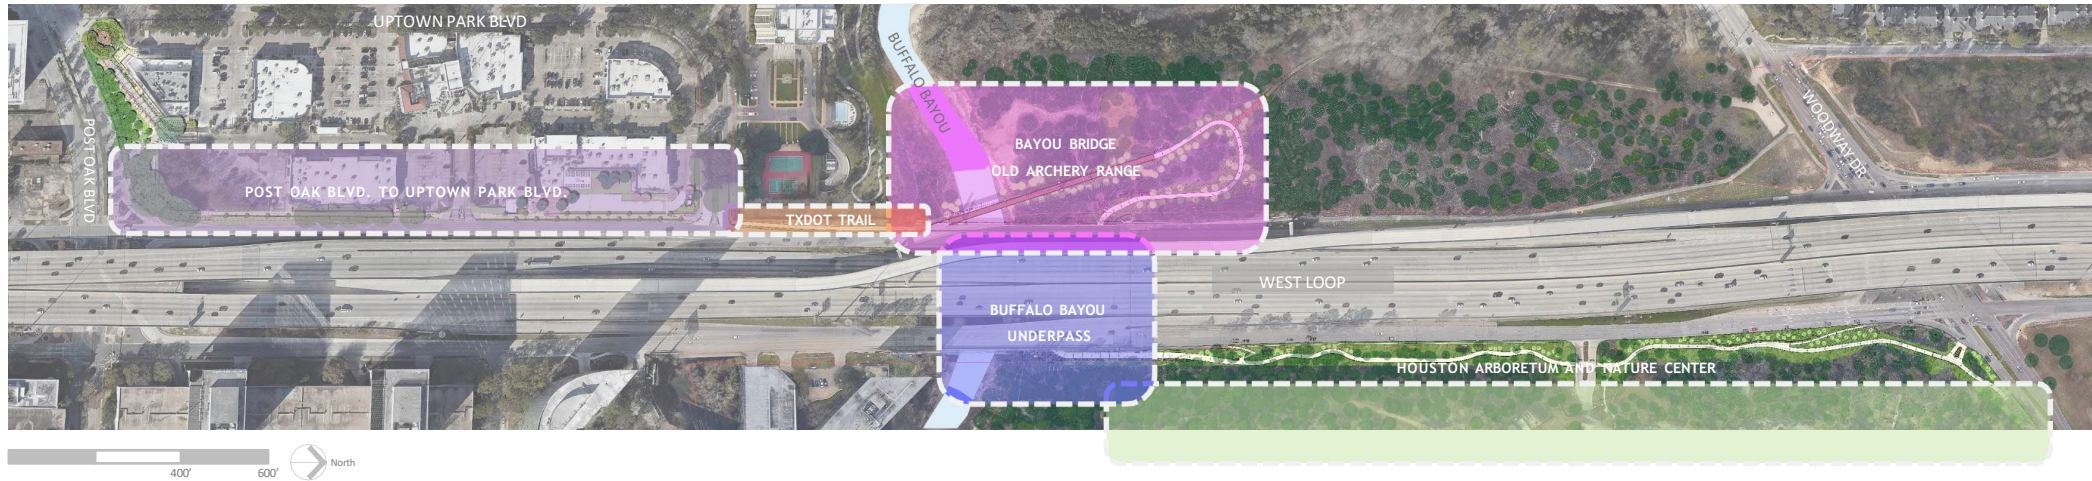 UPTOWN PARK BLVD
BUFFALO BAYOU
POST OAK BLVD
WOODWAY DR
BAYOU BRIDGE
OLD ARCHERY RANGE
POST OAK BLVD. TO UPTOWN PARK BLVD.
TXDOT TRAIL
WEST LOOP
BUFFALO BAYOU
UNDERPASS
HOUSTON ARBORETUM AND NATURE CENTER
400’
600’
North